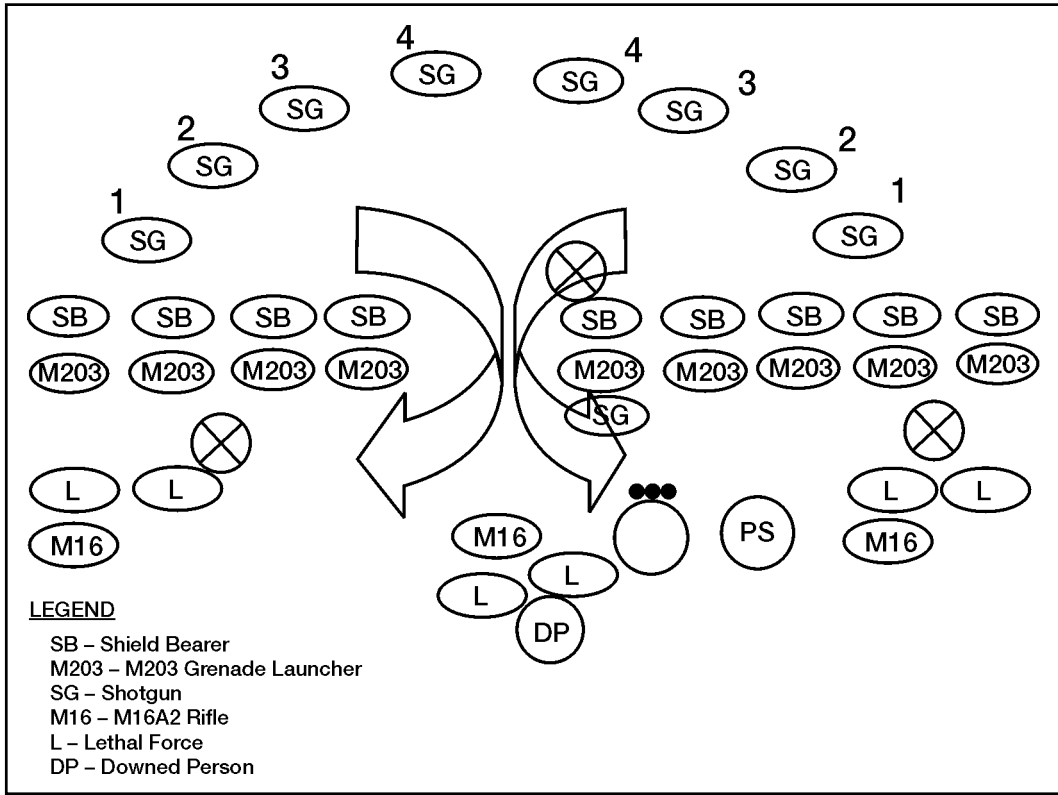 4 4
SG SG
3 3
SG SG
2 2
SG SG
1 1
SG SG
SB SB SB SB SB SB SB SB SB
M203 M203 M203 M203 M203 M203 M203 M203 M203
SG
L L L L
M16 M16 PS M16
L
L
DP
LEGEND
SB – Shield Bearer
M203 – M203 Grenade Launcher
SG – Shotgun
M16 – M16A2 Rifle
L – Lethal Force
DP – Downed Person